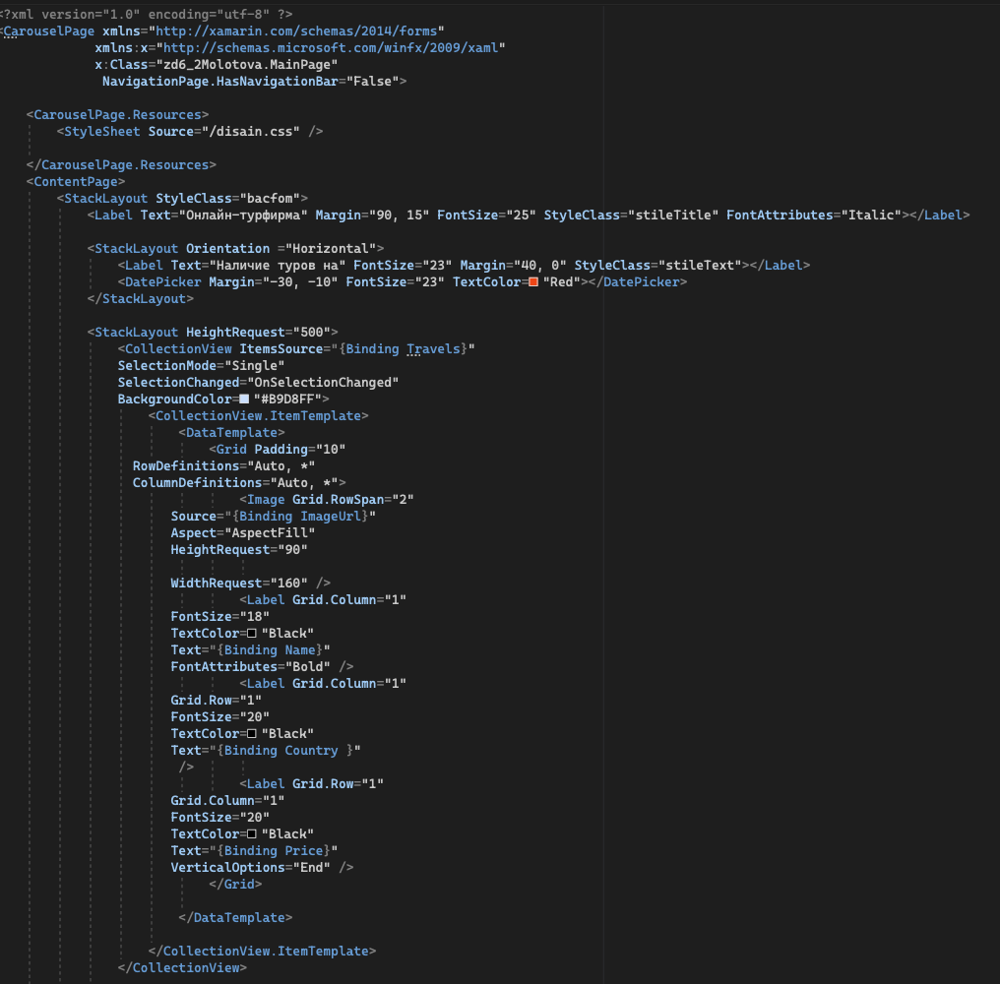 <?xml version="1.0" encoding="utf-8" ?>
<CarouselPage xmlns="http://xamarin.com/schemas/2014/forms"
xmlns:x="http://schemas.microsoft.com/winfx/2009/xaml"
x:Class="zd6_2Molotova.MainPage"
NavigationPage.HasNavigationBar="False">
<CarouselPage.Resources>
<StyleSheet Source="/disain.css" />
</CarouselPage.Resources>
<ContentPage>
<StackLayout StyleClass="bacfom">
<Label Text="Онлайн-турфирма" Margin="90, 15" FontSize="25" StyleClass="stileTitle" FontAttributes="Italic"></Label>
<StackLayout Orientation ="Horizontal">
<Label Text="Наличие туров на" FontSize="23" Margin="40, 0" StyleClass="stileText"></Label>
<DatePicker Margin="-30, -10" FontSize="23" TextColor="Red"></DatePicker>
</StackLayout>
<StackLayout HeightRequest="500">
<CollectionView ItemsSource="{Binding Travels}"
SelectionMode="Single"
SelectionChanged="OnSelectionChanged"
BackgroundColor="#B9D8FF">
<CollectionView.ItemTemplate>
<DataTemplate>
<Grid Padding="10"
RowDefinitions="Auto, *"
ColumnDefinitions="Auto, *">
<Image Grid.RowSpan="2"
Source="{Binding ImageUrl}"
Aspect="AspectFill"
HeightRequest="90"
WidthRequest="160" />
<Label Grid.Column="1"
FontSize="18"
TextColor="Black"
Text="{Binding Name}"
FontAttributes="Bold" />
<Label Grid.Column="1"
Grid.Row="1"
FontSize="20"
TextColor="Black"
Text="{Binding Country }"
/>
<Label Grid.Row="1"
Grid.Column="1"
FontSize="20"
TextColor="Black"
Text="{Binding Price}"
VerticalOptions="End" />
</Grid>
</DataTemplate>
</CollectionView.ItemTemplate>
</CollectionView>